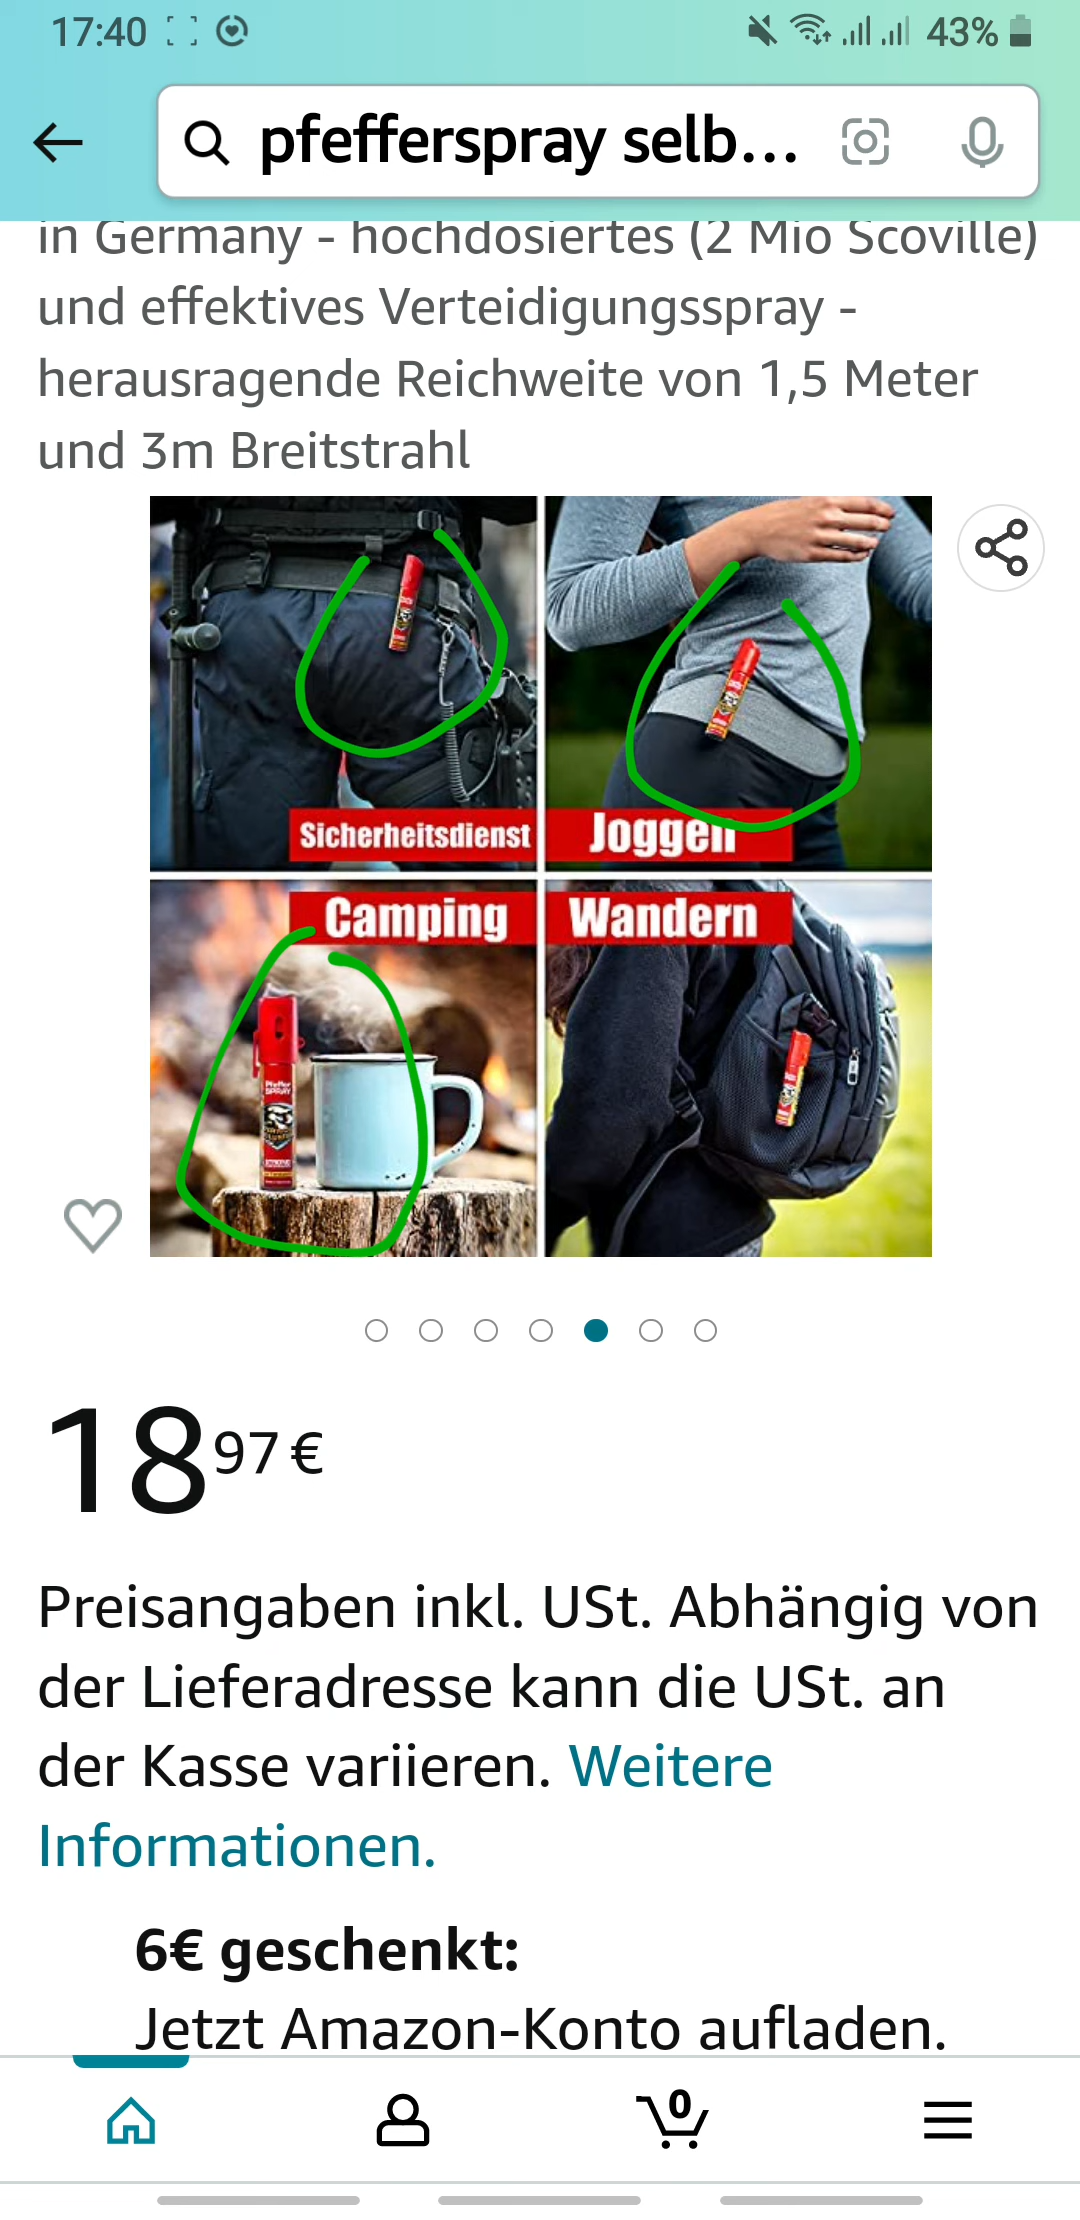 17:40
43%
pfefferspray selb...
in Germany - hochdosiertes (2 Mio Scoville)
und effektives Verteidigungsspray -
herausragende Reichweite von 1,5 Meter
und 3m Breitstrahl
Sicherheitsdienst
Joggen
Camping
Wandern
Pfeffer
SPRAY
18 97 €
Preisangaben inkl. USt. Abhängig von
der Lieferadresse kann die USt. an
der Kasse variieren. Weitere
Informationen.
6€ geschenkt:
Jetzt Amazon-Konto aufladen.
0